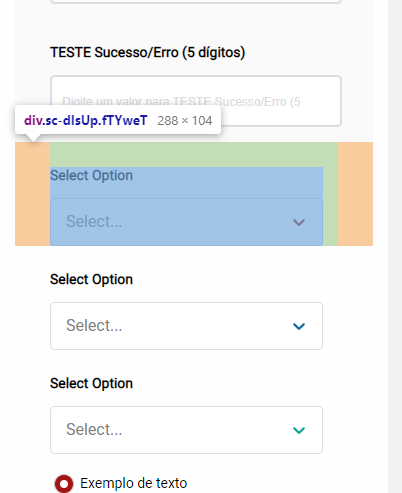 TESTE Sucesso/Erro (5 dígitos)
Digite um valor para TESTE Sucesso/Erro (5
div.sc-dIsUp.fTYweT 288 × 104
Select Option
Select...
Select Option
Select...
Select Option
Select...
Exemplo de texto